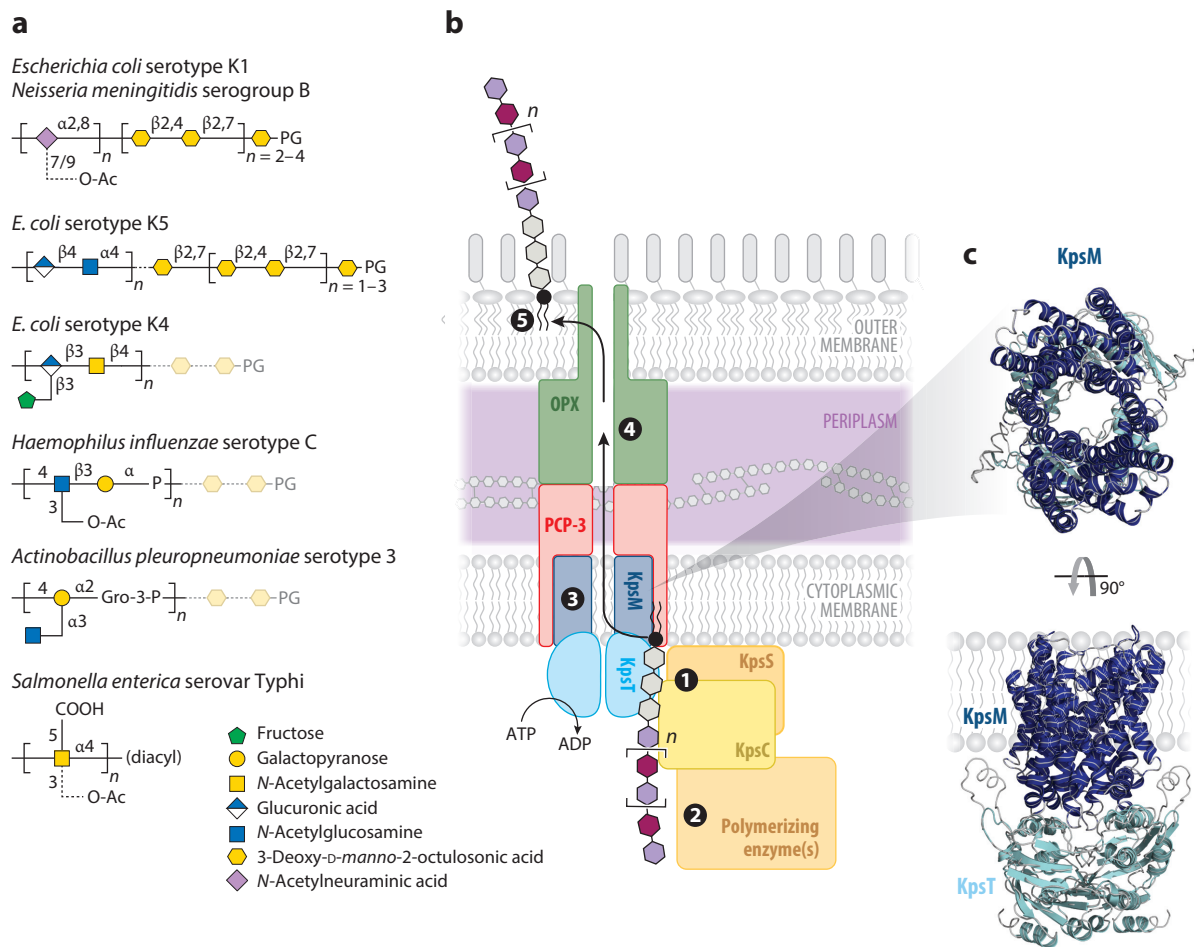 a
Escherichia coli serotype K1
Neisseria meningitidis serogroup B
α2,8
β2,4
β2,7
PG
n
n = 2–4
7/9
O-Ac
E. coli serotype K5
β4
α4
β2,7
β2,4
β2,7
PG
n
n = 1–3
E. coli serotype K4
β3
β4
n
PG
β3
Haemophilus influenzae serotype C
4
β3
α
P
n
PG
3
O-Ac
Actinobacillus pleuropneumoniae serotype 3
4
α2
Gro-3-P
n
PG
α3
Salmonella enterica serovar Typhi
COOH
5
α4
(diacyl)
n
3
O-Ac
Fructose
Galactopyranose
N-Acetylgalactosamine
Glucuronic acid
N-Acetylglucosamine
3-Deoxy-D-manno-2-octulosonic acid
N-Acetylneuraminic acid
b
n
5
OUTER
MEMBRANE
OPX
4
PERIPLASM
PCP-3
3
KpsM
CYTOPLASMIC
MEMBRANE
KpsT
1
KpsS
ATP
ADP
n
KpsC
2
Polymerizing
enzyme(s)
c
KpsM
90°
KpsM
KpsT